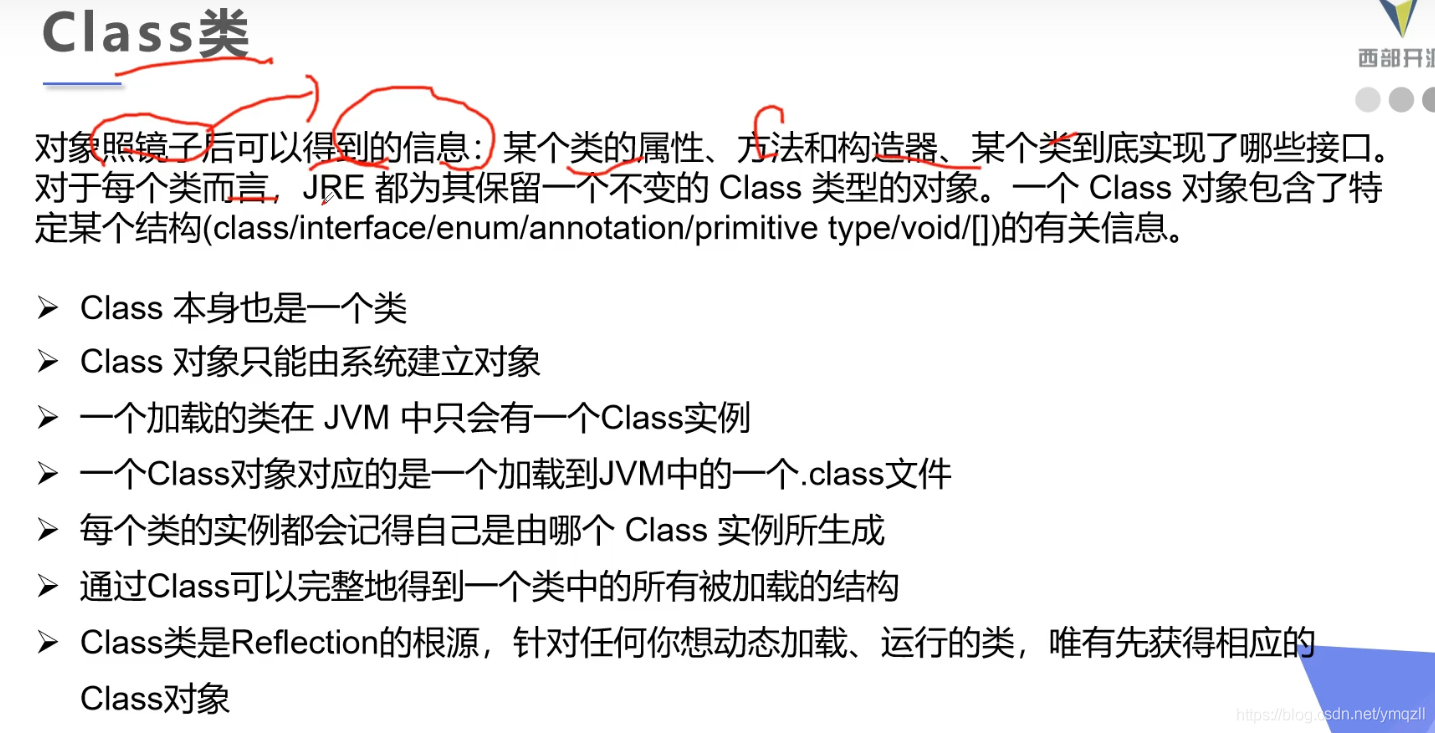 Class类
西部开源
对象照镜子后可以得到的信息：某个类的属性、方法和构造器、某个类到底实现了哪些接口。
对于每个类而言，JRE 都为其保留一个不变的 Class 类型的对象。一个 Class 对象包含了特
定某个结构(class/interface/enum/annotation/primitive type/void/[])的有关信息。
➢ Class 本身也是一个类
➢ Class 对象只能由系统建立对象
➢ 一个加载的类在 JVM 中只会有一个Class实例
➢ 一个Class对象对应的是一个加载到JVM中的一个.class文件
➢ 每个类的实例都会记得自己是由哪个 Class 实例所生成
➢ 通过Class可以完整地得到一个类中的所有被加载的结构
➢ Class类是Reflection的根源，针对任何你想动态加载、运行的类，唯有先获得相应的
Class对象
https://blog.csdn.net/ymqzll